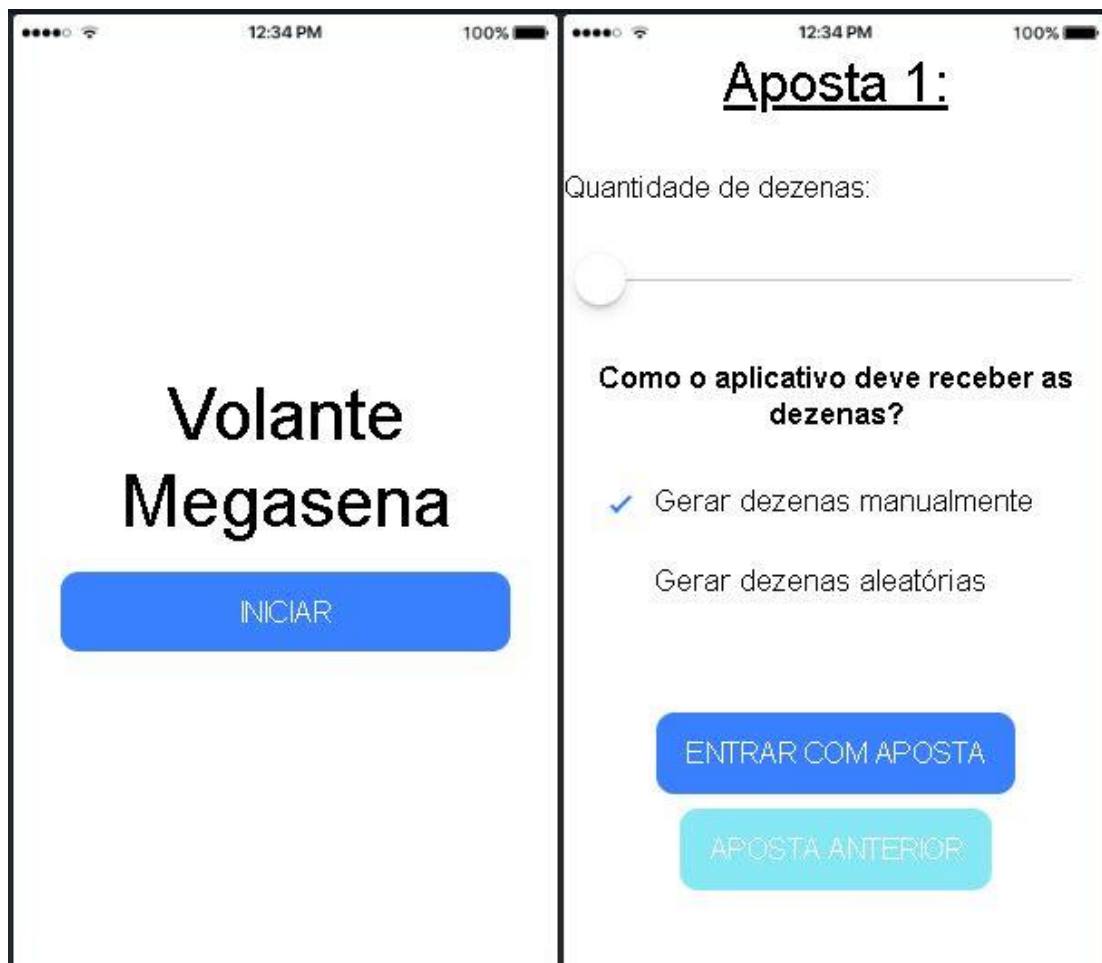 12:34 PM
100%
Volante
Megasena
INICIAR
12:34 PM
100%
Aposta 1:
Quantidade de dezenas:
Como o aplicativo deve receber as
dezenas?
Gerar dezenas manualmente
Gerar dezenas aleatórias
ENTRAR COM APOSTA
APOSTA ANTERIOR